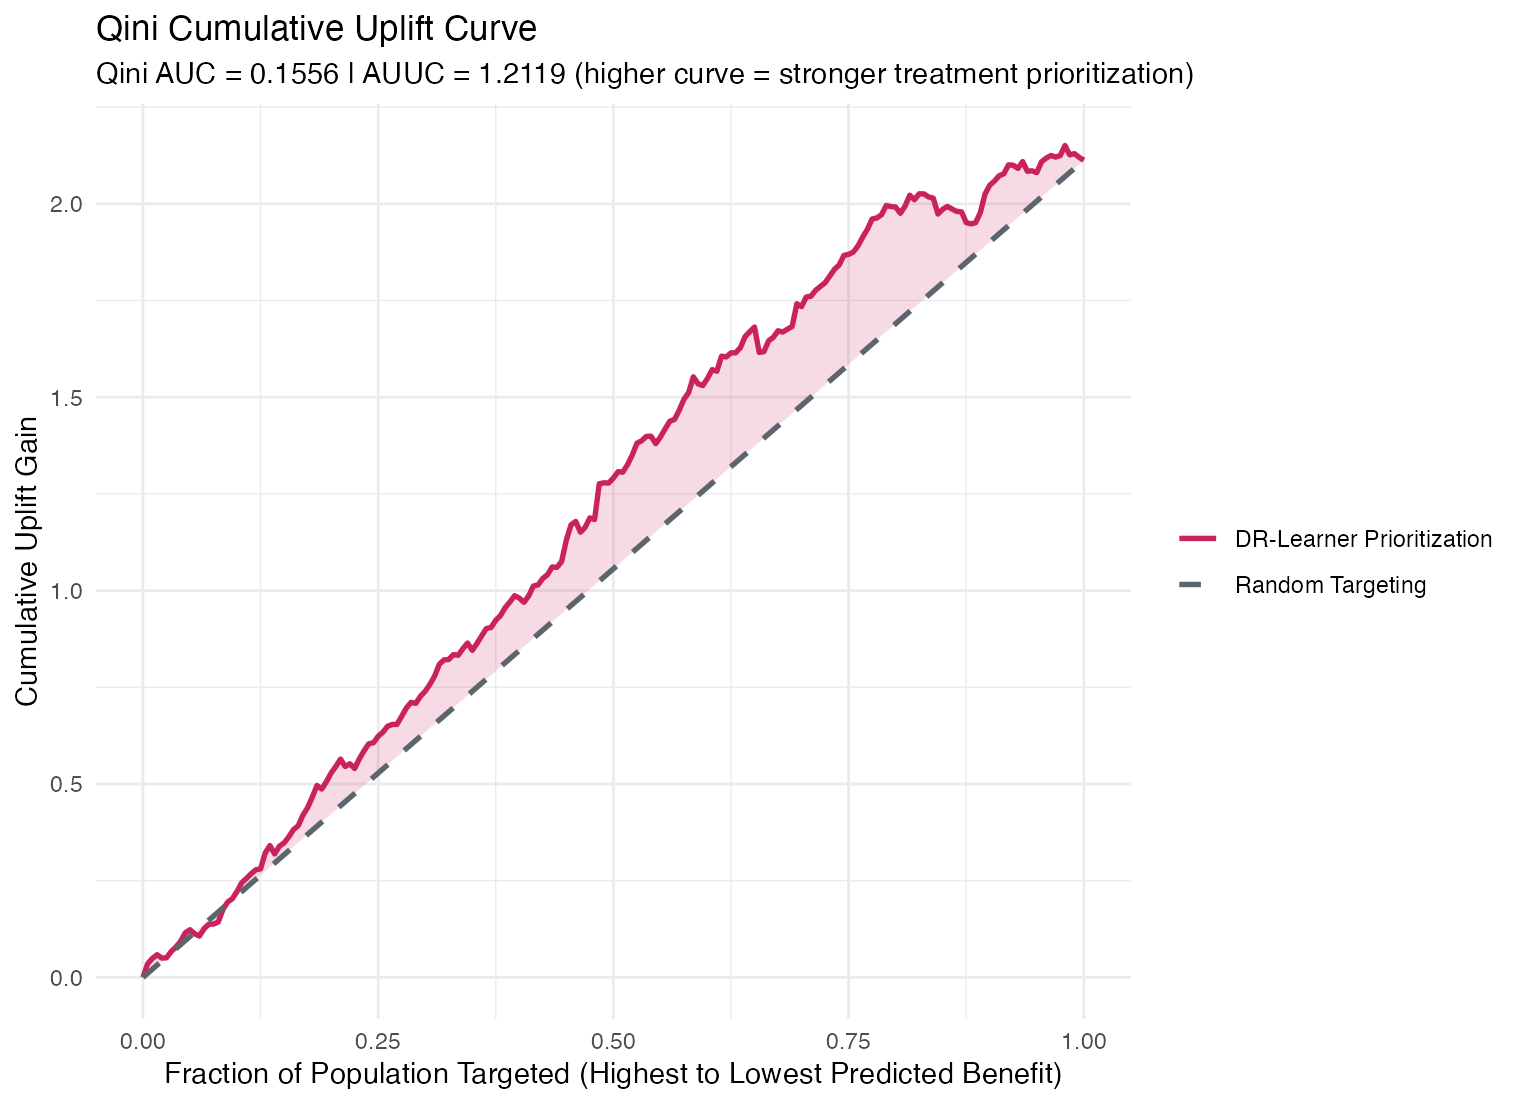 Qini Cumulative Uplift Curve
Qini AUC = 0.1556 | AUUC = 1.2119 (higher curve = stronger treatment prioritization)
Cumulative Uplift Gain
2.0
1.5
1.0
0.5
0.0
0.00 0.25 0.50 0.75 1.00
Fraction of Population Targeted (Highest to Lowest Predicted Benefit)
DR-Learner Prioritization
Random Targeting